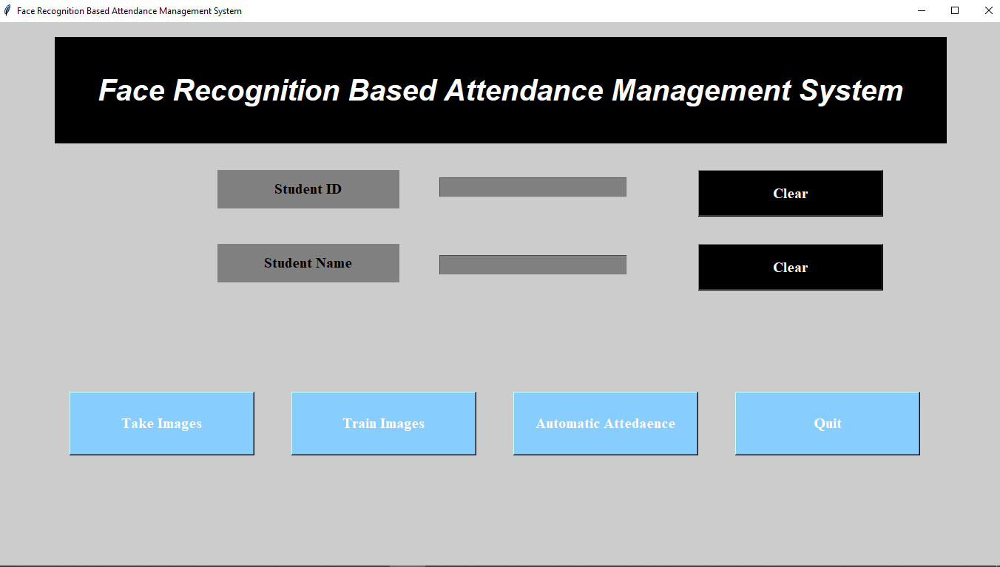 Face Recognition Based Attendance Management System
Face Recognition Based Attendance Management System
Student ID
Clear
Student Name
Clear
Take Images
Train Images
Automatic Attedaence
Quit